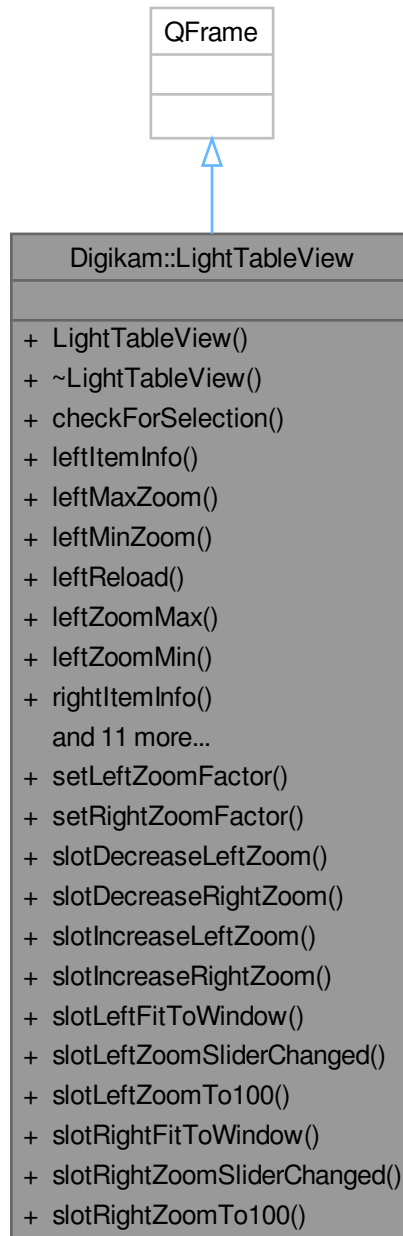 QFrame
Digikam::LightTableView
+ LightTableView()
+ ~LightTableView()
+ checkForSelection()
+ leftItemInfo()
+ leftMaxZoom()
+ leftMinZoom()
+ leftReload()
+ leftZoomMax()
+ leftZoomMin()
+ rightItemInfo()
and 11 more...
+ setLeftZoomFactor()
+ setRightZoomFactor()
+ slotDecreaseLeftZoom()
+ slotDecreaseRightZoom()
+ slotIncreaseLeftZoom()
+ slotIncreaseRightZoom()
+ slotLeftFitToWindow()
+ slotLeftZoomSliderChanged()
+ slotLeftZoomTo100()
+ slotRightFitToWindow()
+ slotRightZoomSliderChanged()
+ slotRightZoomTo100()